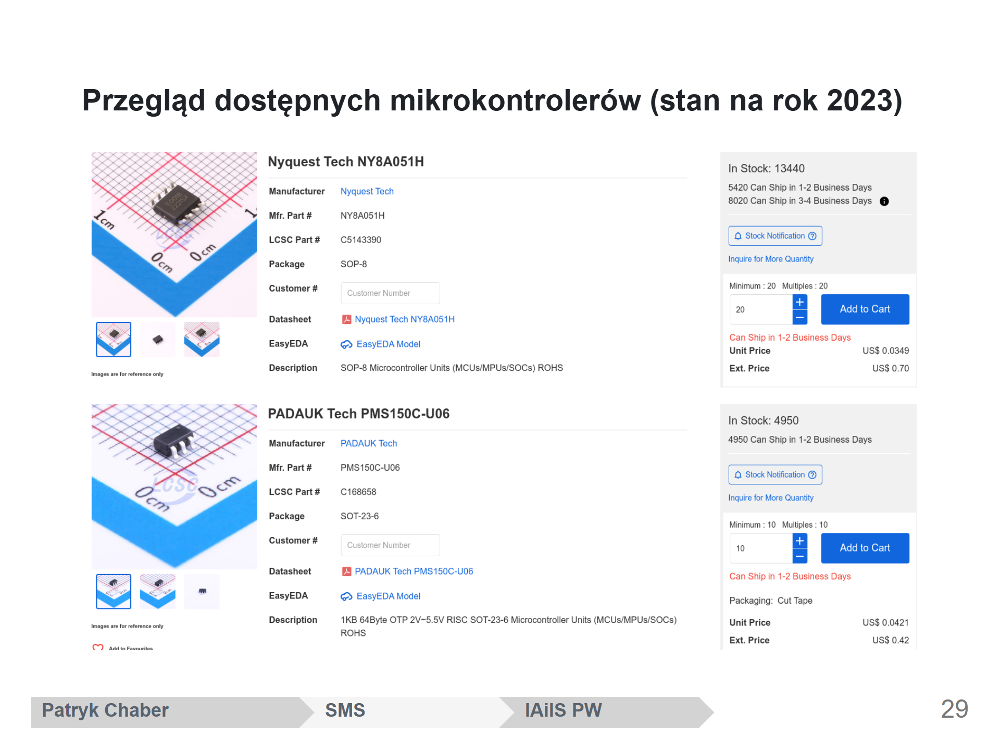 Przegląd dostępnych mikrokontrolerów (stan na rok 2023)
Nyquest Tech NY8A051H
Manufacturer Nyquest Tech
Mfr. Part # NY8A051H
LCSC Part # C5143390
Package SOP-8
Customer # Customer Number
Datasheet Nyquest Tech NY8A051H
EasyEDA EasyEDA Model
Description SOP-8 Microcontroller Units (MCUs/MPUs/SOCs) ROHS
E0018
2221SX
LCSC
1cm
1
0cm
0cm
Images are for reference only
In Stock: 13440
5420 Can Ship in 1-2 Business Days
8020 Can Ship in 3-4 Business Days
Stock Notification
Inquire for More Quantity
Minimum : 20 Multiples : 20
20 + − Add to Cart
Can Ship in 1-2 Business Days
Unit Price US$ 0.0349
Ext. Price US$ 0.70
PADAUK Tech PMS150C-U06
Manufacturer PADAUK Tech
Mfr. Part # PMS150C-U06
LCSC Part # C168658
Package SOT-23-6
Customer # Customer Number
Datasheet PADAUK Tech PMS150C-U06
EasyEDA EasyEDA Model
Description 1KB 64Byte OTP 2V~5.5V RISC SOT-23-6 Microcontroller Units (MCUs/MPUs/SOCs)
ROHS
LCSC
0cm
0cm
Images are for reference only
Add to Favourites
In Stock: 4950
4950 Can Ship in 1-2 Business Days
Stock Notification
Inquire for More Quantity
Minimum : 10 Multiples : 10
10 + − Add to Cart
Can Ship in 1-2 Business Days
Packaging: Cut Tape
Unit Price US$ 0.0421
Ext. Price US$ 0.42
Patryk Chaber SMS IAiIS PW 29